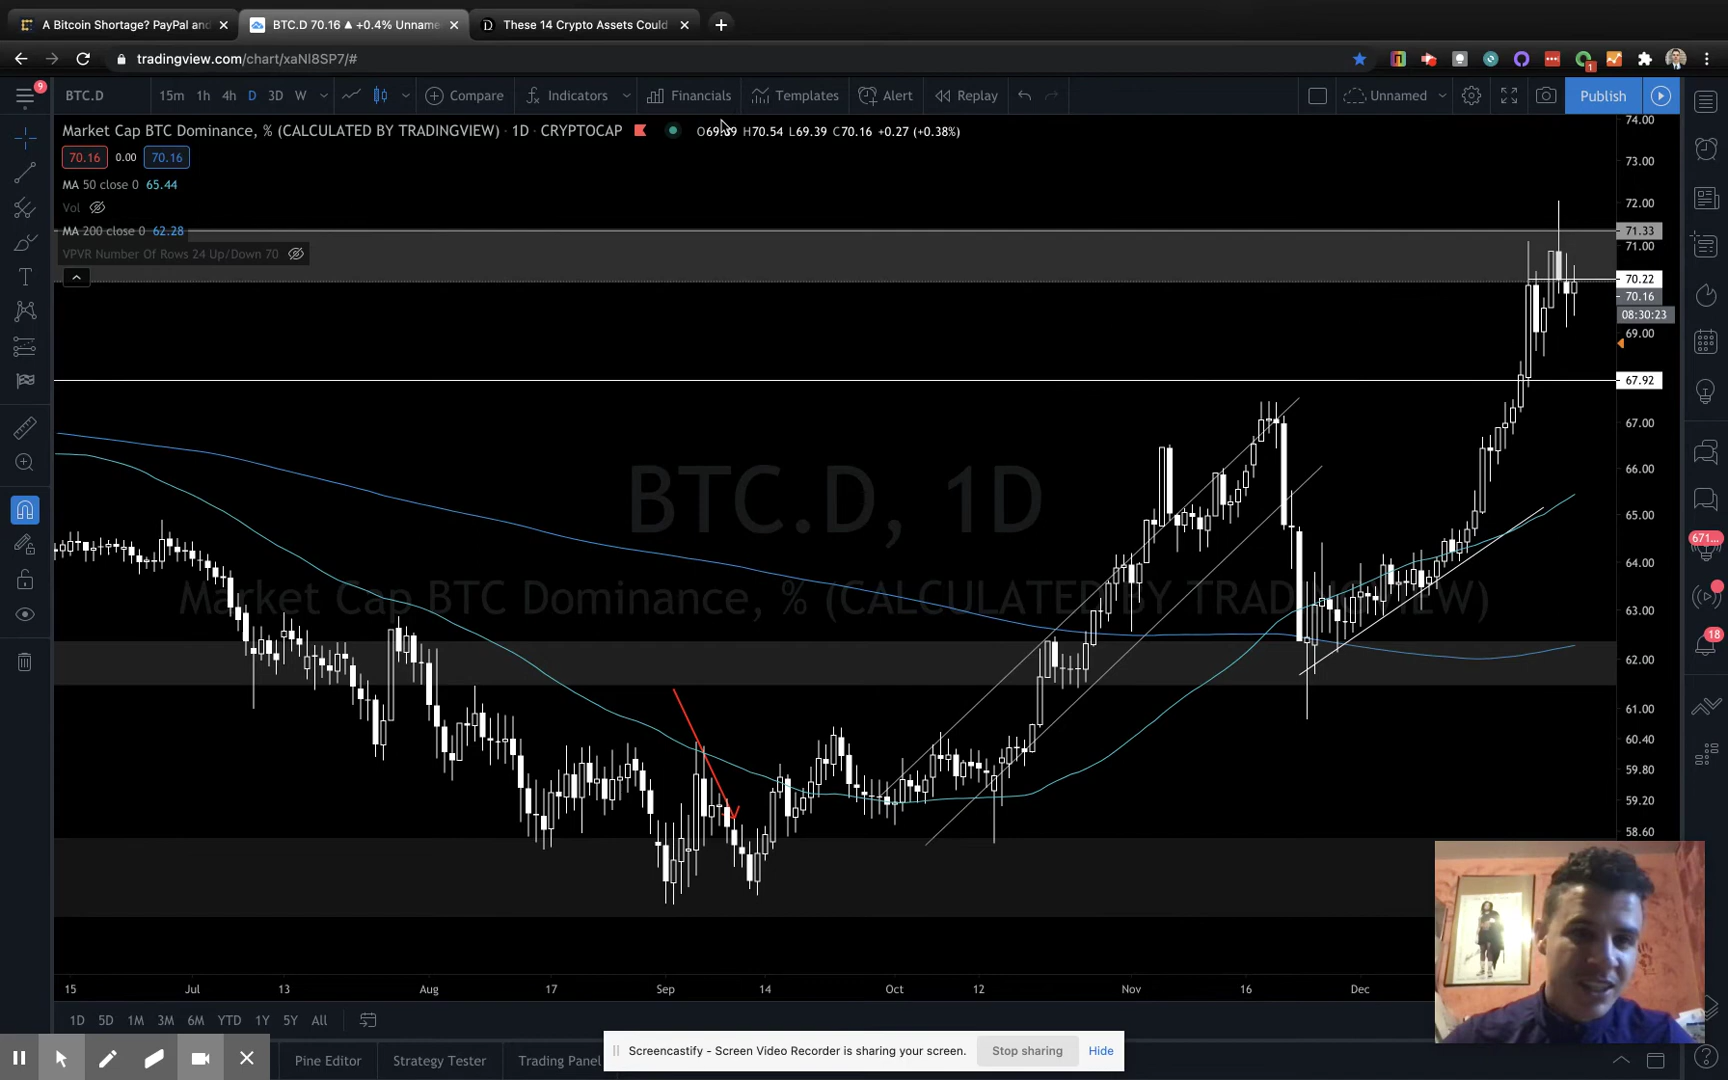 A Bitcoin Shortage? PayPal and
BTC.D 70.16 ▲ +0.4% Unname
These 14 Crypto Assets Could
tradingview.com/chart/xaNl8SP7/#
9
BTC.D 15m 1h 4h D 3D W Compare Indicators Financials Templates Alert Replay Unnamed Publish
Market Cap BTC Dominance, % (CALCULATED BY TRADINGVIEW) · 1D · CRYPTOCAP H70.54 L69.39 C70.16 +0.27 (+0.38%)
70.16 0.00 70.16
MA 50 close 0 65.44
Vol
MA 200 close 0 62.28
VPVR Number Of Rows 24 Up/Down 70
BTC.D, 1D
Market Cap BTC Dominance, % (CALCULATED BY TRADINGVIEW)
74.00
73.00
72.00
71.33
71.00
70.22
70.16
08:30:23
69.00
67.92
67.00
66.00
65.00
64.00
63.00
62.00
61.00
60.40
59.80
59.20
58.60
1
671...
18
15 Jul 13 Aug 17 Sep 14 Oct 12 Nov 16 Dec
1D 5D 1M 3M 6M YTD 1Y 5Y All
Pine Editor Strategy Tester Trading Panel
Screencastify - Screen Video Recorder is sharing your screen. Stop sharing Hide